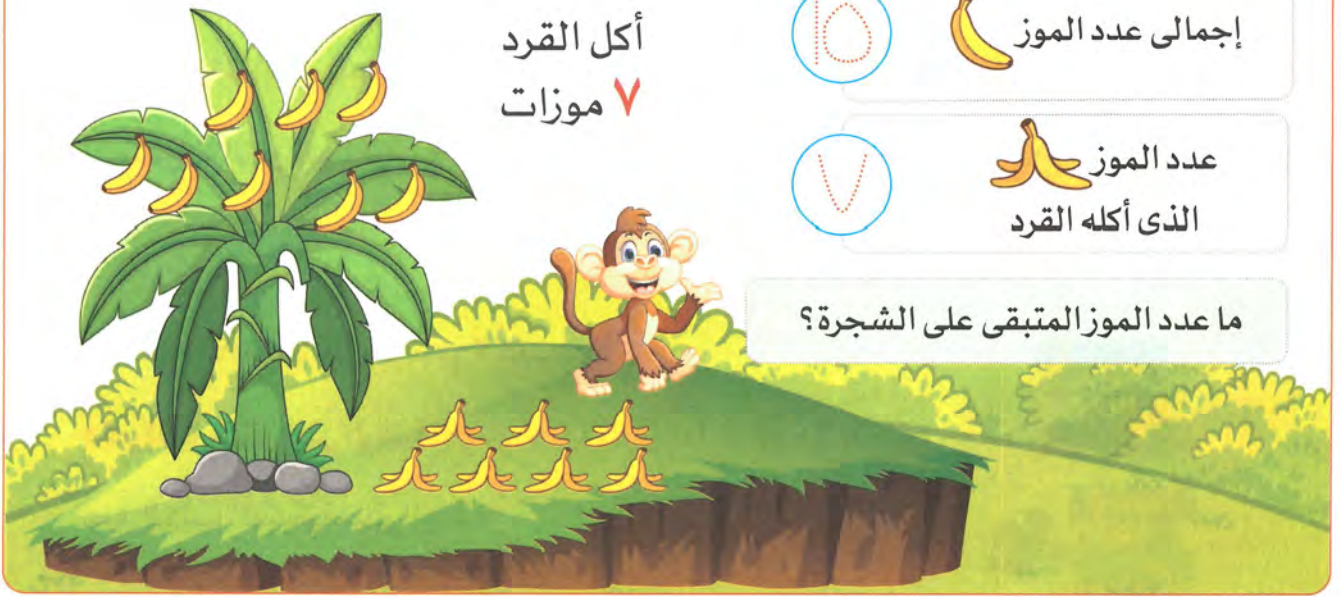 إجمالى عدد الموز
١٥
أكل القرد
٧ موزات
عدد الموز
الذى أكله القرد
٧
ما عدد الموز المتبقى على الشجرة؟